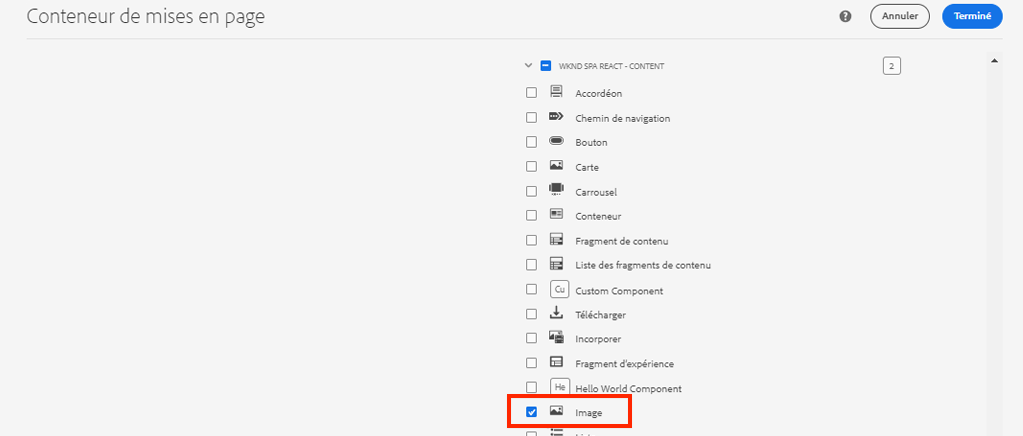 Conteneur de mises en page
Annuler
Terminé
WKND SPA REACT - CONTENT
2
Accordéon
Chemin de navigation
Bouton
Carte
Carrousel
Conteneur
Fragment de contenu
Liste des fragments de contenu
Cu Custom Component
Télécharger
Incorporer
Fragment d'expérience
He Hello World Component
Image